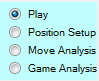 Play
Position Setup
Move Analysis
Game Analysis